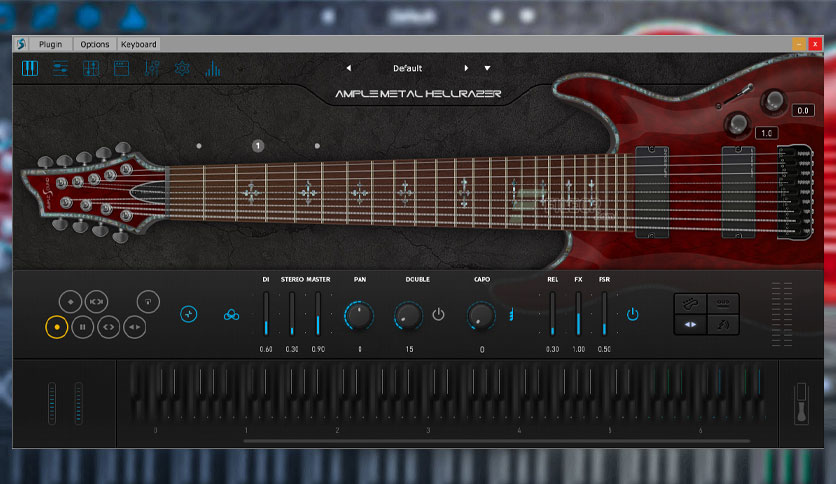 Default
Plugin Options Keyboard
Default
AMPLE METAL HELLRAZER
0.0
1.0
1
DI STEREO MASTER PAN DOUBLE CAPO REL FX FSR
0.60 0.30 0.90 15 0 0.30 1.00 0.50
0 1 2 3 4 5 6